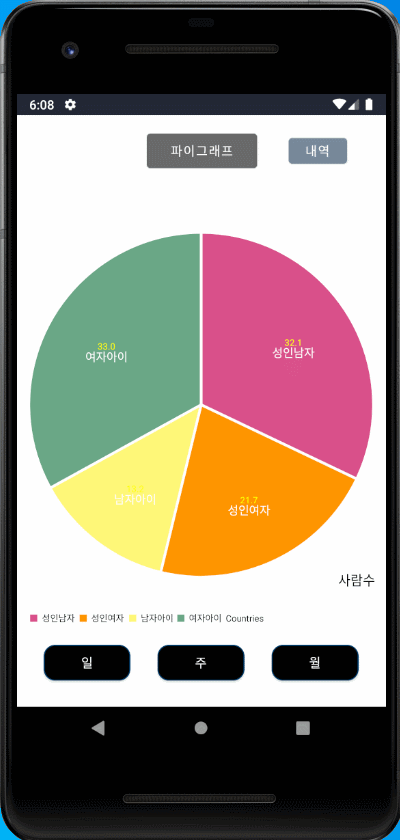 6:08
파이그래프
내역
33.0
여자아이
32.1
성인남자
남자아이
21.7
성인여자
사람수
성인남자 성인여자 남자아이 여자아이 Countries
일
주
월